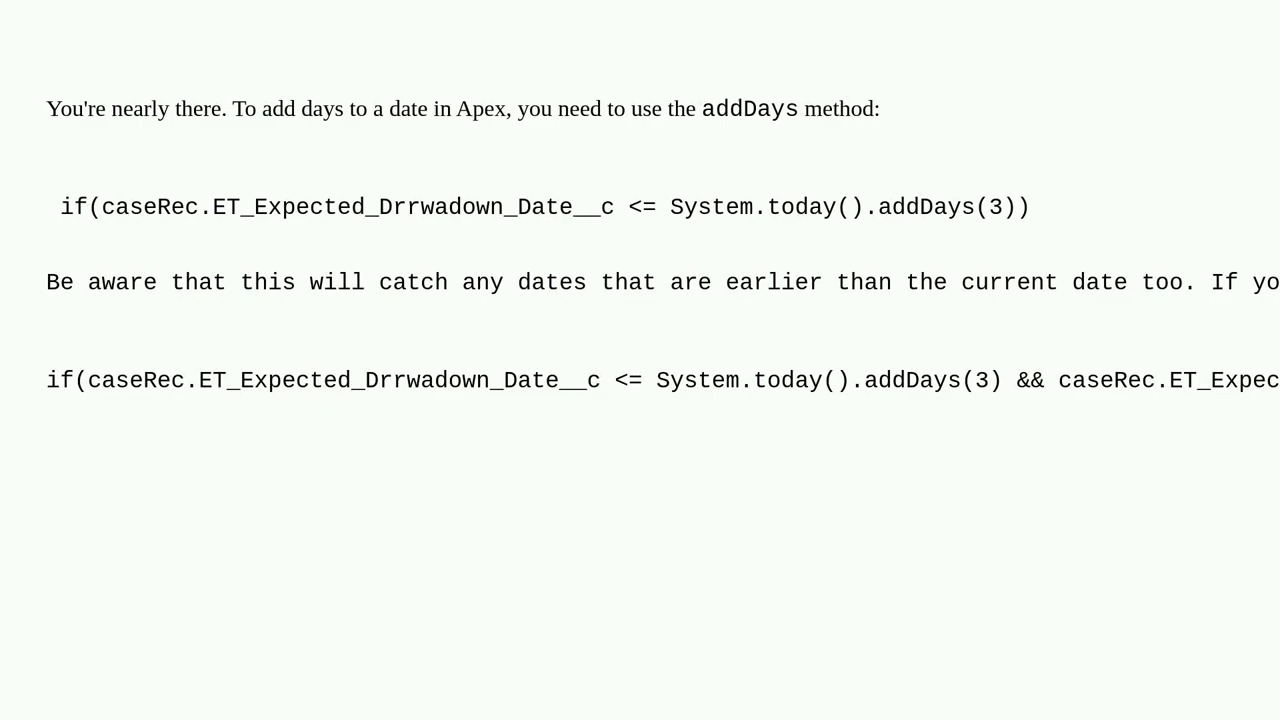 You're nearly there. To add days to a date in Apex, you need to use the addDays method:
if(caseRec.ET_Expected_Drrwadown_Date__c <= System.today().addDays(3))
Be aware that this will catch any dates that are earlier than the current date too. If yo
if(caseRec.ET_Expected_Drrwadown_Date__c <= System.today().addDays(3) && caseRec.ET_Expec